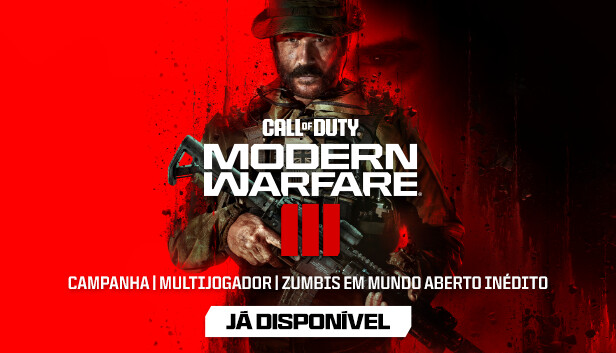 CALL OF DUTY
MODERN
WARFARE
III
CAMPANHA | MULTIJOGADOR | ZUMBIS EM MUNDO ABERTO INÉDITO
JÁ DISPONÍVEL